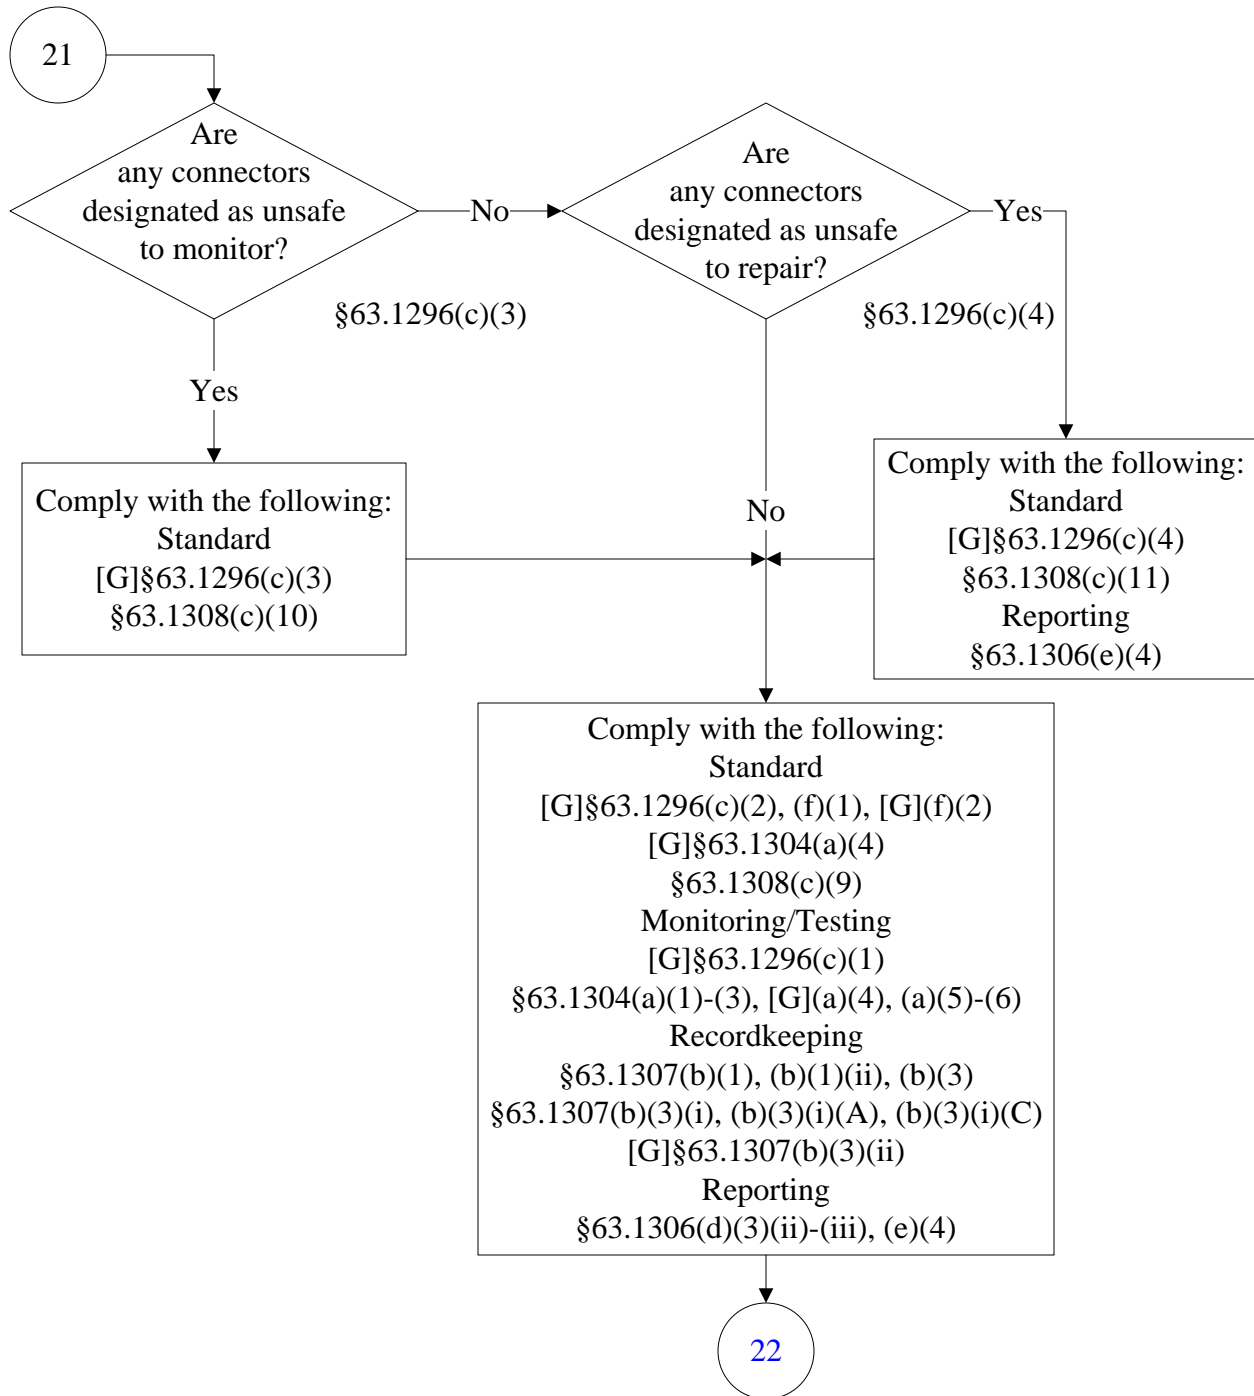 21
Are
any connectors
designated as unsafe
to monitor?
No
Are
any connectors
designated as unsafe
to repair?
Yes
§63.1296(c)(3)
§63.1296(c)(4)
Yes
No
Comply with the following:
Standard
[G]§63.1296(c)(3)
§63.1308(c)(10)
Comply with the following:
Standard
[G]§63.1296(c)(4)
§63.1308(c)(11)
Reporting
§63.1306(e)(4)
Comply with the following:
Standard
[G]§63.1296(c)(2), (f)(1), [G](f)(2)
[G]§63.1304(a)(4)
§63.1308(c)(9)
Monitoring/Testing
[G]§63.1296(c)(1)
§63.1304(a)(1)-(3), [G](a)(4), (a)(5)-(6)
Recordkeeping
§63.1307(b)(1), (b)(1)(ii), (b)(3)
§63.1307(b)(3)(i), (b)(3)(i)(A), (b)(3)(i)(C)
[G]§63.1307(b)(3)(ii)
Reporting
§63.1306(d)(3)(ii)-(iii), (e)(4)
22